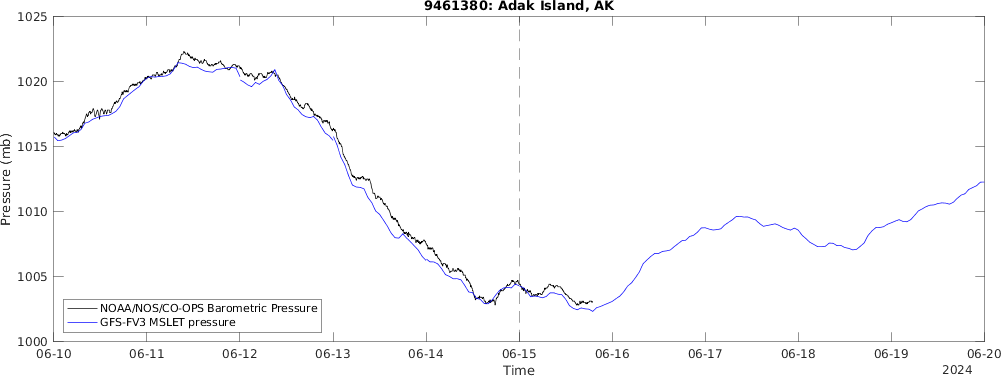 9461380: Adak Island, AK
1025
1020
1015
1010
1005
1000
Pressure (mb)
NOAA/NOS/CO-OPS Barometric Pressure
GFS-FV3 MSLET pressure
06-10 06-11 06-12 06-13 06-14 06-15 06-16 06-17 06-18 06-19 06-20
Time
2024